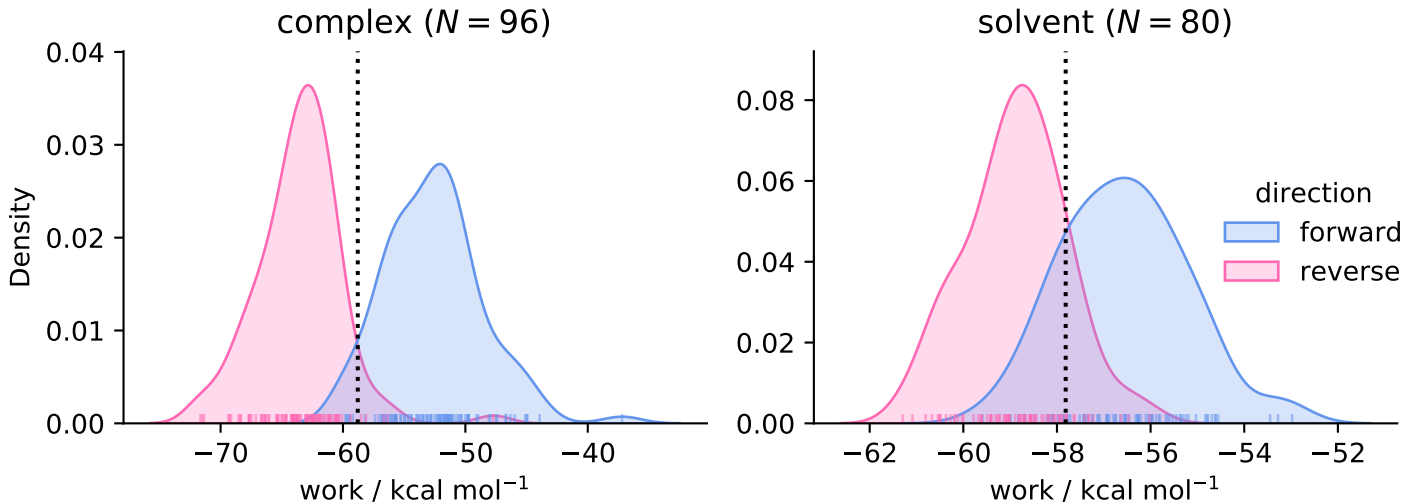 complex (N = 96)
0.04
0.03
0.02
0.01
0.00
Density
−70
−60
−50
−40
work / kcal mol⁻¹
solvent (N = 80)
0.08
0.06
0.04
0.02
0.00
−62
−60
−58
−56
−54
−52
work / kcal mol⁻¹
direction
forward
reverse